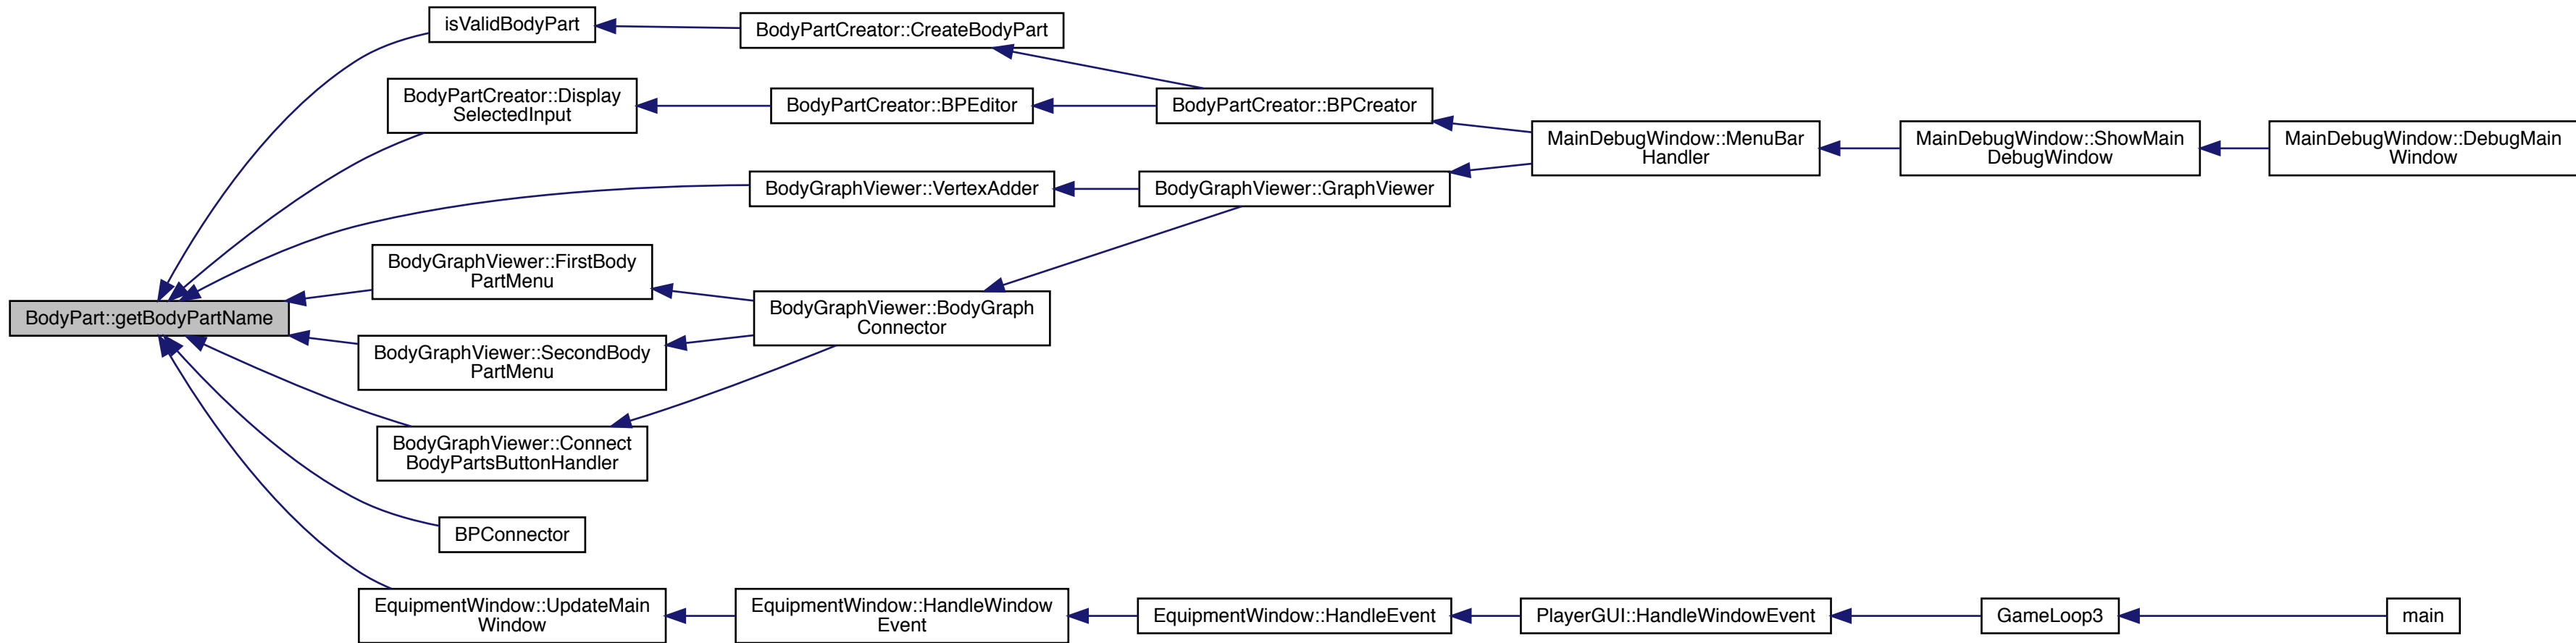 isValidBodyPart
BodyPartCreator::CreateBodyPart
BodyPartCreator::Display
SelectedInput
BodyPartCreator::BPEditor
BodyPartCreator::BPCreator
MainDebugWindow::MenuBar
Handler
MainDebugWindow::ShowMain
DebugWindow
MainDebugWindow::DebugMain
Window
BodyGraphViewer::VertexAdder
BodyGraphViewer::GraphViewer
BodyGraphViewer::FirstBody
PartMenu
BodyPart::getBodyPartName
BodyGraphViewer::BodyGraph
Connector
BodyGraphViewer::SecondBody
PartMenu
BodyGraphViewer::Connect
BodyPartsButtonHandler
BPConnector
EquipmentWindow::UpdateMain
Window
EquipmentWindow::HandleWindow
Event
EquipmentWindow::HandleEvent
PlayerGUI::HandleWindowEvent
GameLoop3
main